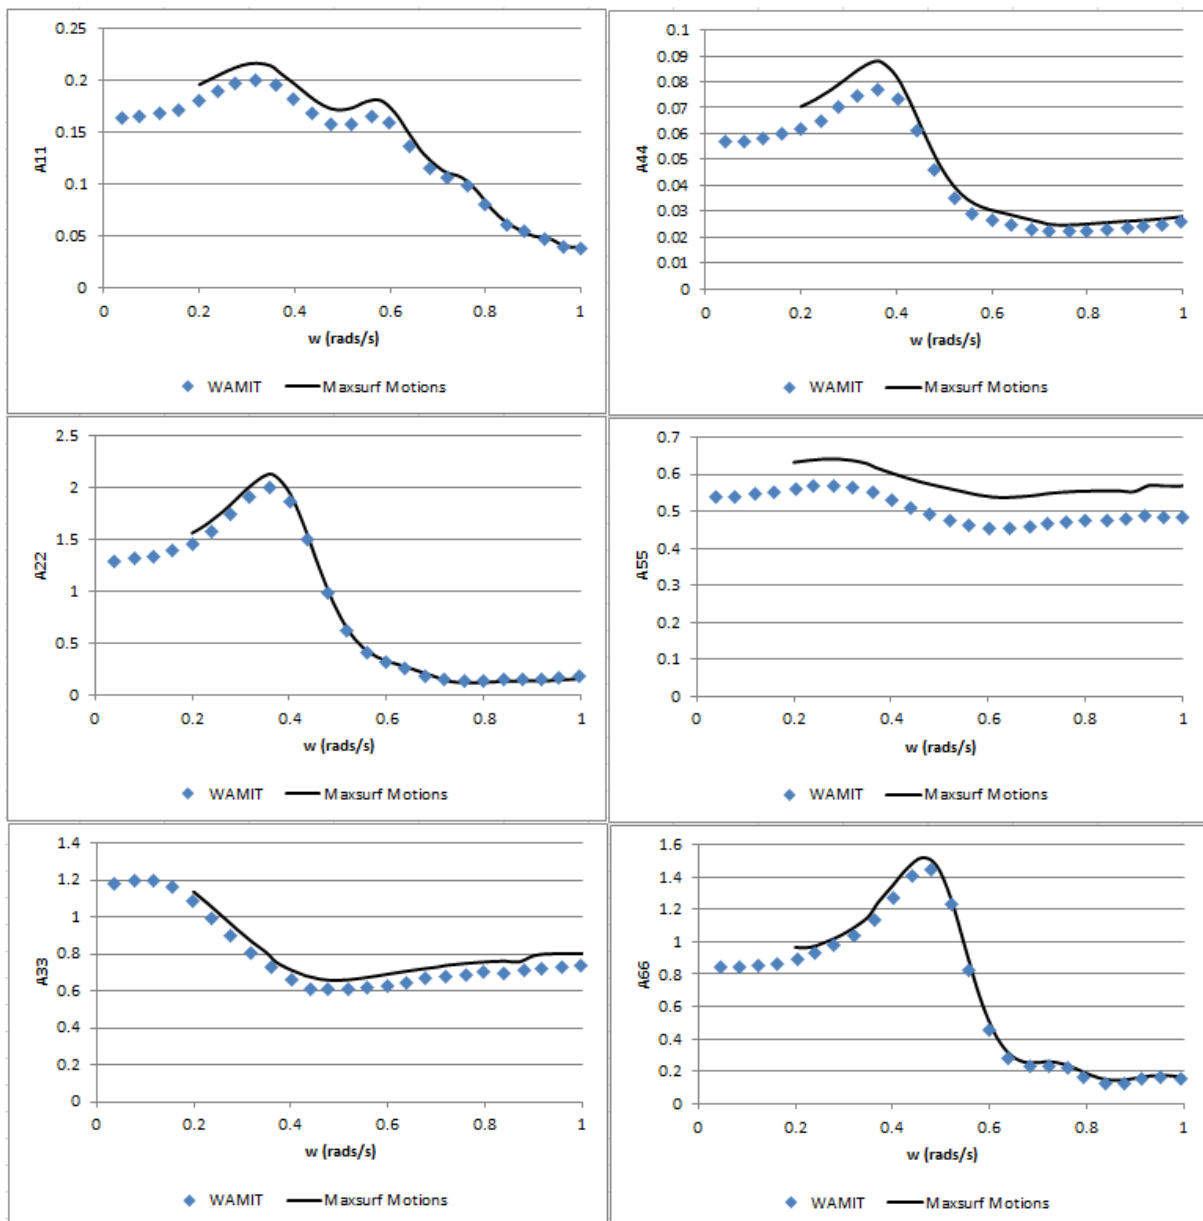 0.25
0.2
0.15
0.1
0.05
0
A11
0 0.2 0.4 0.6 0.8 1
w (rads/s)
WAMIT Maxsurf Motions
0.1
0.09
0.08
0.07
0.06
0.05
0.04
0.03
0.02
0.01
0
A44
0 0.2 0.4 0.6 0.8 1
w (rads/s)
WAMIT Maxsurf Motions
2.5
2
1.5
1
0.5
0
A22
0 0.2 0.4 0.6 0.8 1
w (rads/s)
WAMIT Maxsurf Motions
0.7
0.6
0.5
0.4
0.3
0.2
0.1
0
A55
0 0.2 0.4 0.6 0.8 1
w (rads/s)
WAMIT Maxsurf Motions
1.4
1.2
1
0.8
0.6
0.4
0.2
0
A33
0 0.2 0.4 0.6 0.8 1
w (rads/s)
WAMIT Maxsurf Motions
1.6
1.4
1.2
1
0.8
0.6
0.4
0.2
0
A66
0 0.2 0.4 0.6 0.8 1
w (rads/s)
WAMIT Maxsurf Motions